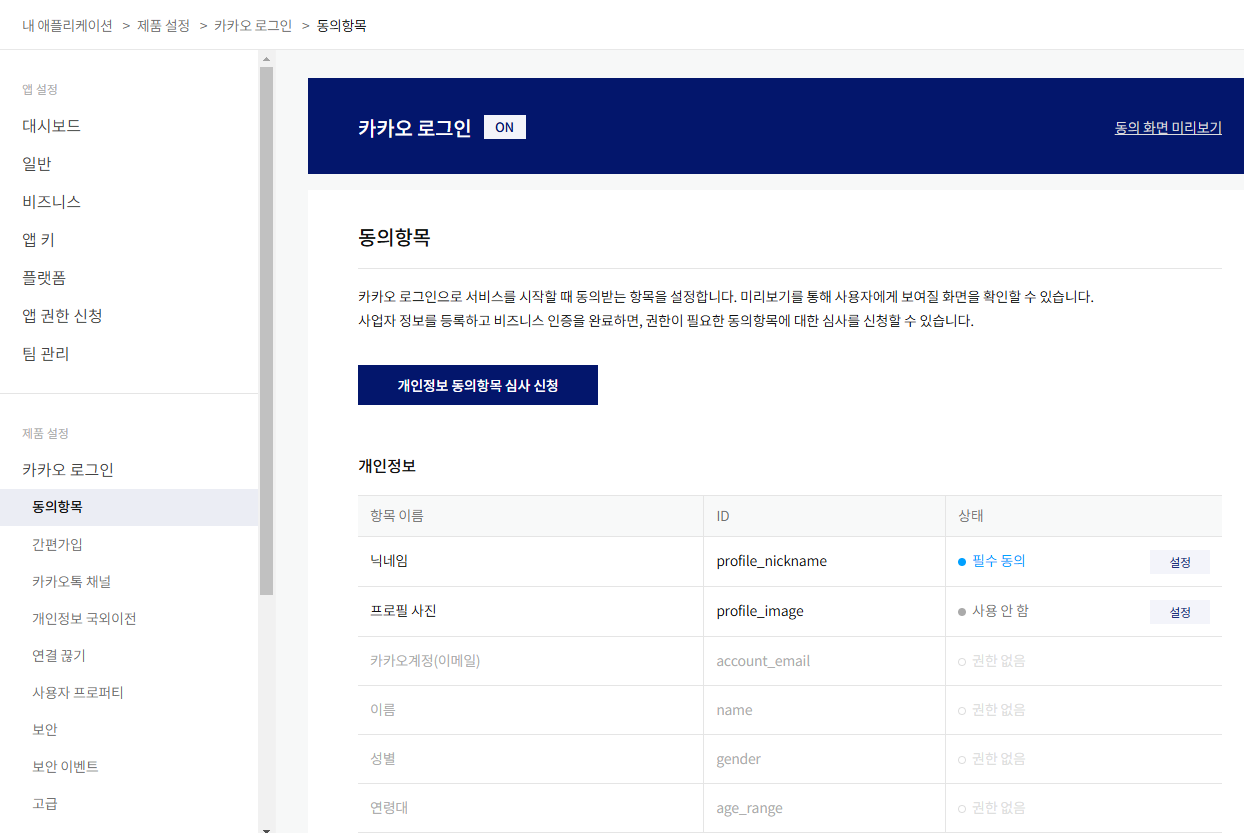 내 애플리케이션 > 제품 설정 > 카카오 로그인 > 동의항목
앱 설정
대시보드
일반
비즈니스
앱 키
플랫폼
앱 권한 신청
팀 관리
제품 설정
카카오 로그인
동의항목
간편가입
카카오톡 채널
개인정보 국외이전
연결 끊기
사용자 프로퍼티
보안
보안 이벤트
고급
카카오 로그인 ON 동의 화면 미리보기
동의항목
카카오 로그인으로 서비스를 시작할 때 동의받는 항목을 설정합니다. 미리보기를 통해 사용자에게 보여질 화면을 확인할 수 있습니다.
사업자 정보를 등록하고 비즈니스 인증을 완료하면, 권한이 필요한 동의항목에 대한 심사를 신청할 수 있습니다.
개인정보 동의항목 심사 신청
개인정보
항목 이름 ID 상태
닉네임 profile_nickname 필수 동의 설정
프로필 사진 profile_image 사용 안 함 설정
카카오계정(이메일) account_email 권한 없음
이름 name 권한 없음
성별 gender 권한 없음
연령대 age_range 권한 없음